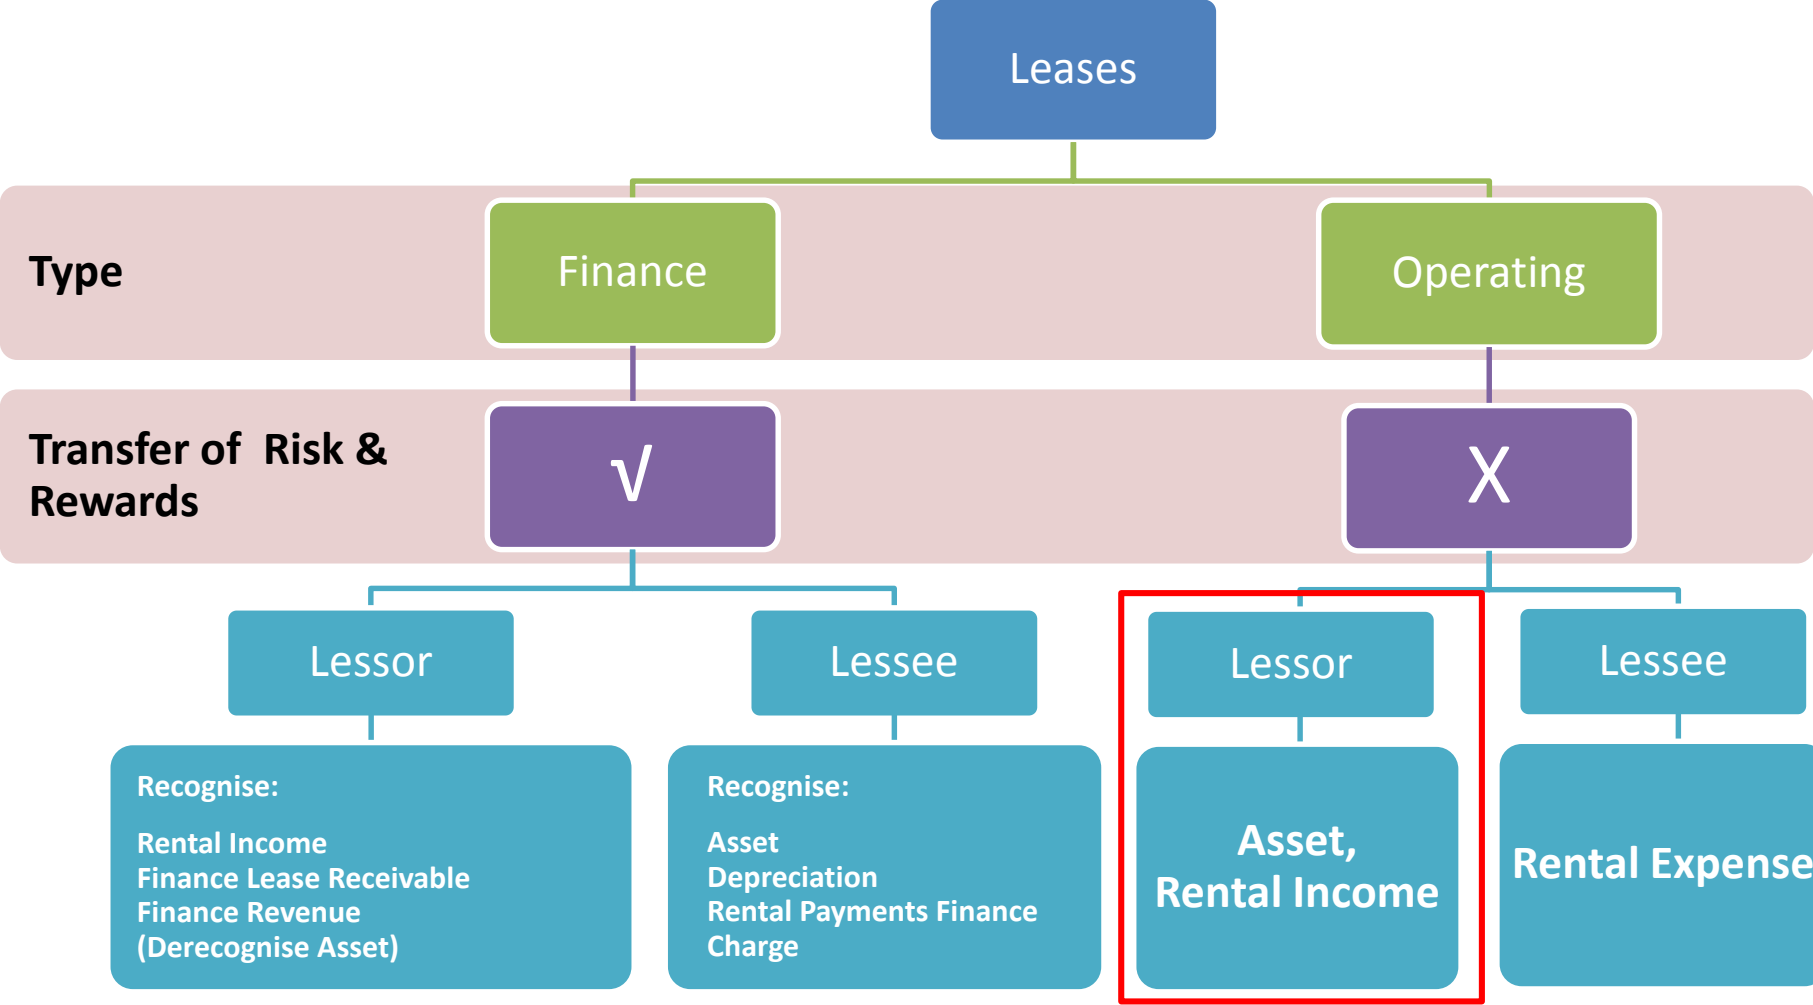 Leases
Type
Finance
Operating
Transfer of Risk &
Rewards
√
X
Lessor
Lessee
Lessor
Lessee
Recognise:
Rental Income
Finance Lease Receivable
Finance Revenue
(Derecognise Asset)
Recognise:
Asset
Depreciation
Rental Payments Finance
Charge
Asset,
Rental Income
Rental Expense